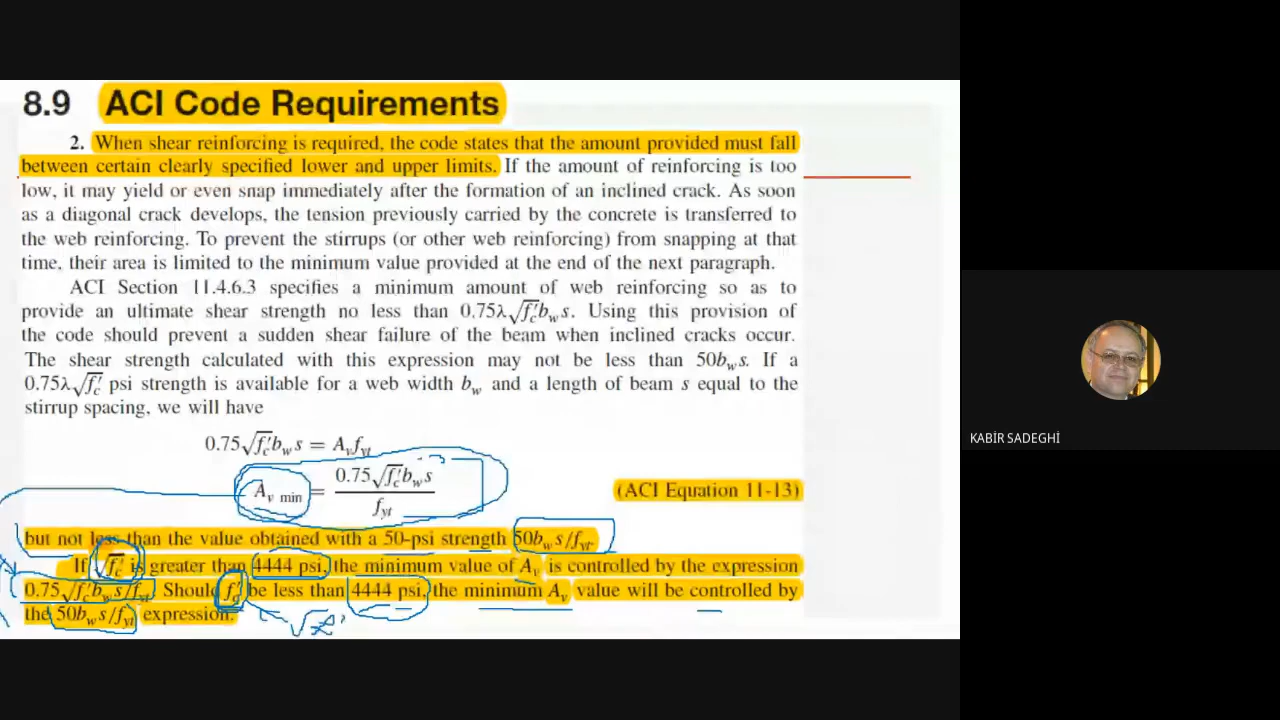 8.9 ACI Code Requirements
2. When shear reinforcing is required, the code states that the amount provided must fall
between certain clearly specified lower and upper limits. If the amount of reinforcing is too
low, it may yield or even snap immediately after the formation of an inclined crack. As soon
as a diagonal crack develops, the tension previously carried by the concrete is transferred to
the web reinforcing. To prevent the stirrups (or other web reinforcing) from snapping at that
time, their area is limited to the minimum value provided at the end of the next paragraph.
ACI Section 11.4.6.3 specifies a minimum amount of web reinforcing so as to
provide an ultimate shear strength no less than 0.75λ√f′c bw s. Using this provision of
the code should prevent a sudden shear failure of the beam when inclined cracks occur.
The shear strength calculated with this expression may not be less than 50bw s. If a
0.75λ√f′c psi strength is available for a web width bw and a length of beam s equal to the
stirrup spacing, we will have
0.75√f′c bw s = Av fyt
Av min = 0.75√f′c bw s / fyt (ACI Equation 11-13)
but not less than the value obtained with a 50-psi strength 50bw s/fyt.
If √f′c is greater than 4444 psi, the minimum value of Av is controlled by the expression
0.75√f′c bw s/fyt. Should f′c be less than 4444 psi, the minimum Av value will be controlled by
the 50bw s/fyt expression.
KABİR SADEGHİ